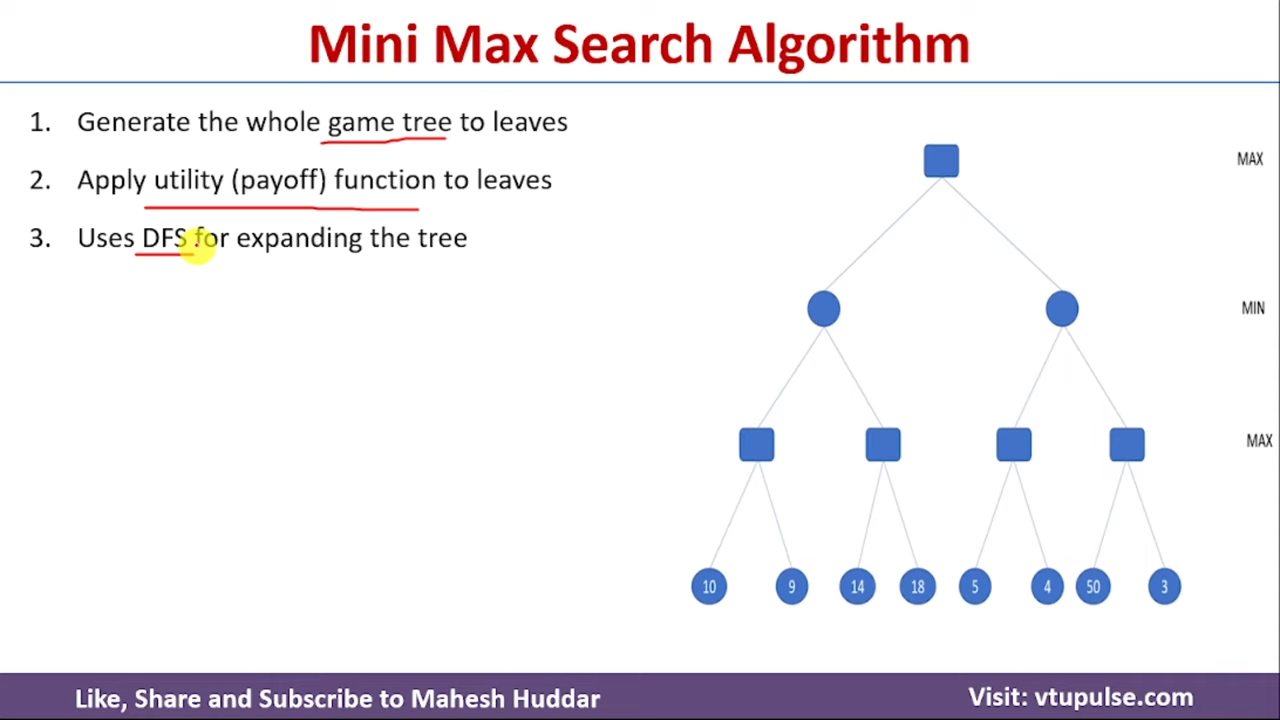 Mini Max Search Algorithm
1. Generate the whole game tree to leaves
2. Apply utility (payoff) function to leaves
3. Uses DFS for expanding the tree
MAX
MIN
MAX
10 9 14 18 5 4 50 3
Like, Share and Subscribe to Mahesh Huddar
Visit: vtupulse.com